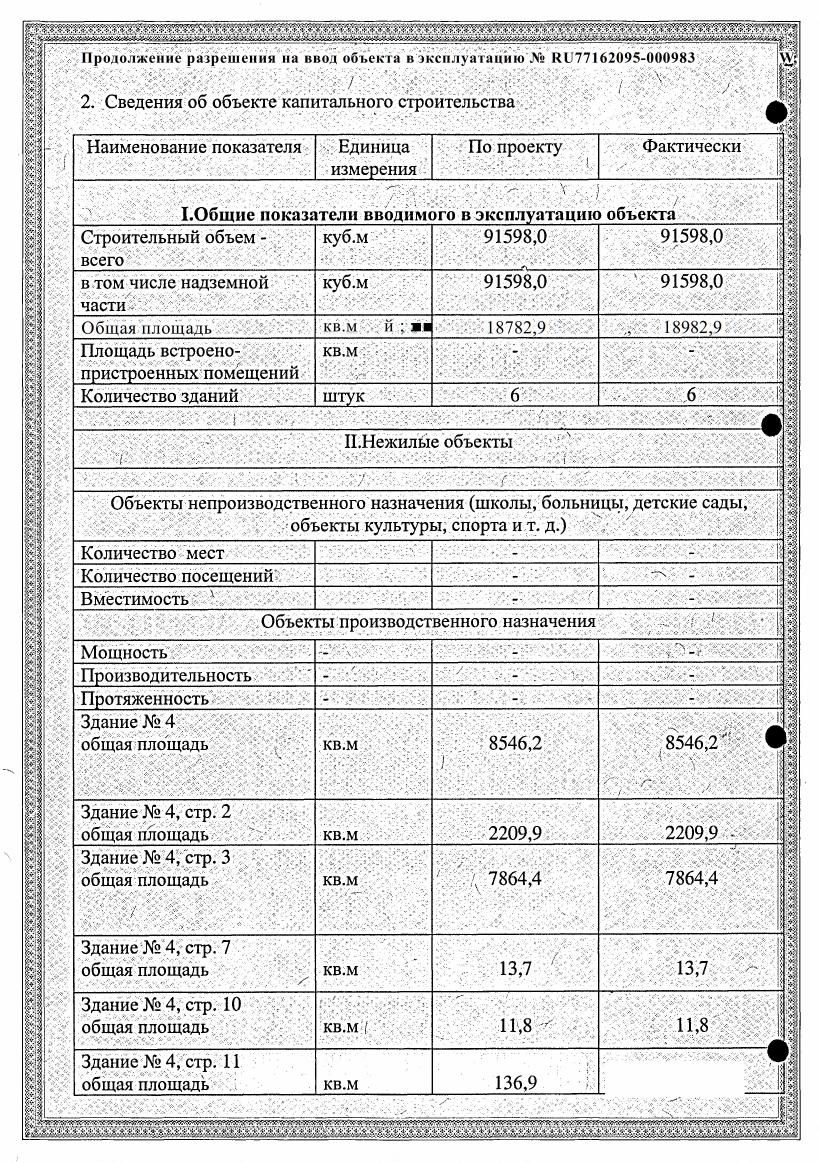 Продолжение разрешения на ввод объекта в эксплуатацию № RU77162095-000983
W:
2. Сведения об объекте капитального строительства
Наименование показателя Единица измерения По проекту Фактически
I.Общие показатели вводимого в эксплуатацию объекта
Строительный объем - куб.м 91598,0 91598,0
всего
в том числе надземной куб.м 91598,0 91598,0
части
Общая площадь кв.м й ; ■■ 18782,9 18982,9
Площадь встроено- кв.м - -
пристроенных помещений
Количество зданий штук 6 6
II.Нежилые объекты
Объекты непроизводственного назначения (школы, больницы, детские сады,
объекты культуры, спорта и т. д.)
Количество мест - -
Количество посещений - -
Вместимость - -
Объекты производственного назначения
Мощность - - -
Производительность - - -
Протяженность - - -
Здание № 4
общая площадь кв.м 8546,2 8546,2
Здание № 4, стр. 2
общая площадь кв.м 2209,9 2209,9
Здание № 4, стр. 3
общая площадь кв.м 7864,4 7864,4
Здание № 4, стр. 7
общая площадь кв.м 13,7 13,7
Здание № 4, стр. 10
общая площадь кв.м 11,8 11,8
Здание № 4, стр. 11
общая площадь кв.м 136,9